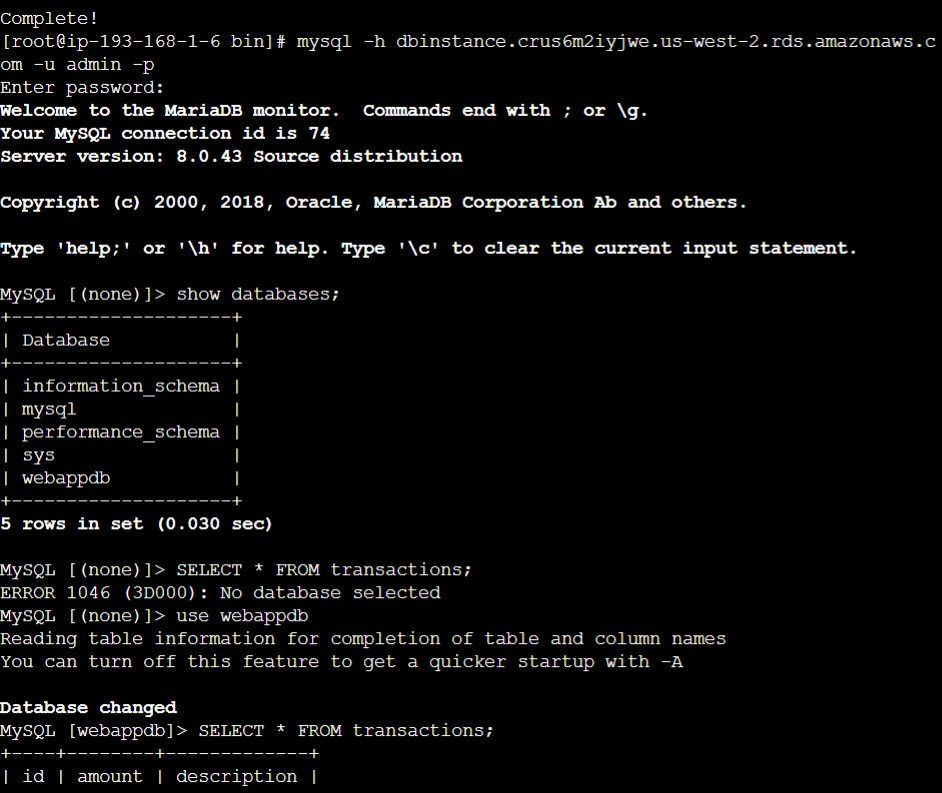 Complete!
[root@ip-193-168-1-6 bin]# mysql -h dbinstance.crus6m2iyjwe.us-west-2.rds.amazonaws.c
om -u admin -p
Enter password:
Welcome to the MariaDB monitor.  Commands end with ; or \g.
Your MySQL connection id is 74
Server version: 8.0.43 Source distribution

Copyright (c) 2000, 2018, Oracle, MariaDB Corporation Ab and others.

Type 'help;' or '\h' for help. Type '\c' to clear the current input statement.

MySQL [(none)]> show databases;
+--------------------+
| Database           |
+--------------------+
| information_schema |
| mysql              |
| performance_schema |
| sys                |
| webappdb           |
+--------------------+
5 rows in set (0.030 sec)

MySQL [(none)]> SELECT * FROM transactions;
ERROR 1046 (3D000): No database selected
MySQL [(none)]> use webappdb
Reading table information for completion of table and column names
You can turn off this feature to get a quicker startup with -A

Database changed
MySQL [webappdb]> SELECT * FROM transactions;
+----+--------+-------------+
| id | amount | description |